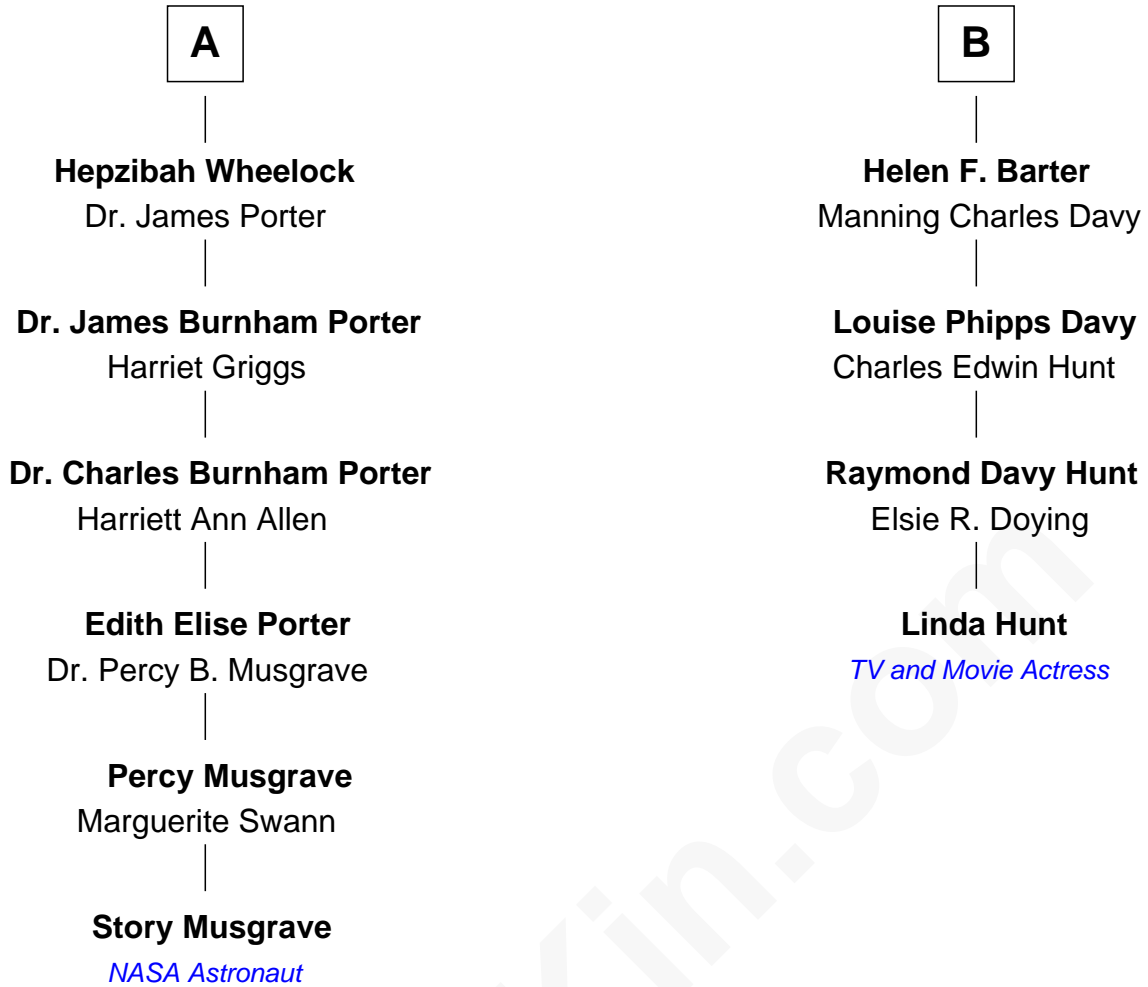 A
Hepzibah Wheelock
Dr. James Porter
Dr. James Burnham Porter
Harriet Griggs
Dr. Charles Burnham Porter
Harriett Ann Allen
Edith Elise Porter
Dr. Percy B. Musgrave
Percy Musgrave
Marguerite Swann
Story Musgrave
NASA Astronaut
B
Helen F. Barter
Manning Charles Davy
Louise Phipps Davy
Charles Edwin Hunt
Raymond Davy Hunt
Elsie R. Doying
Linda Hunt
TV and Movie Actress